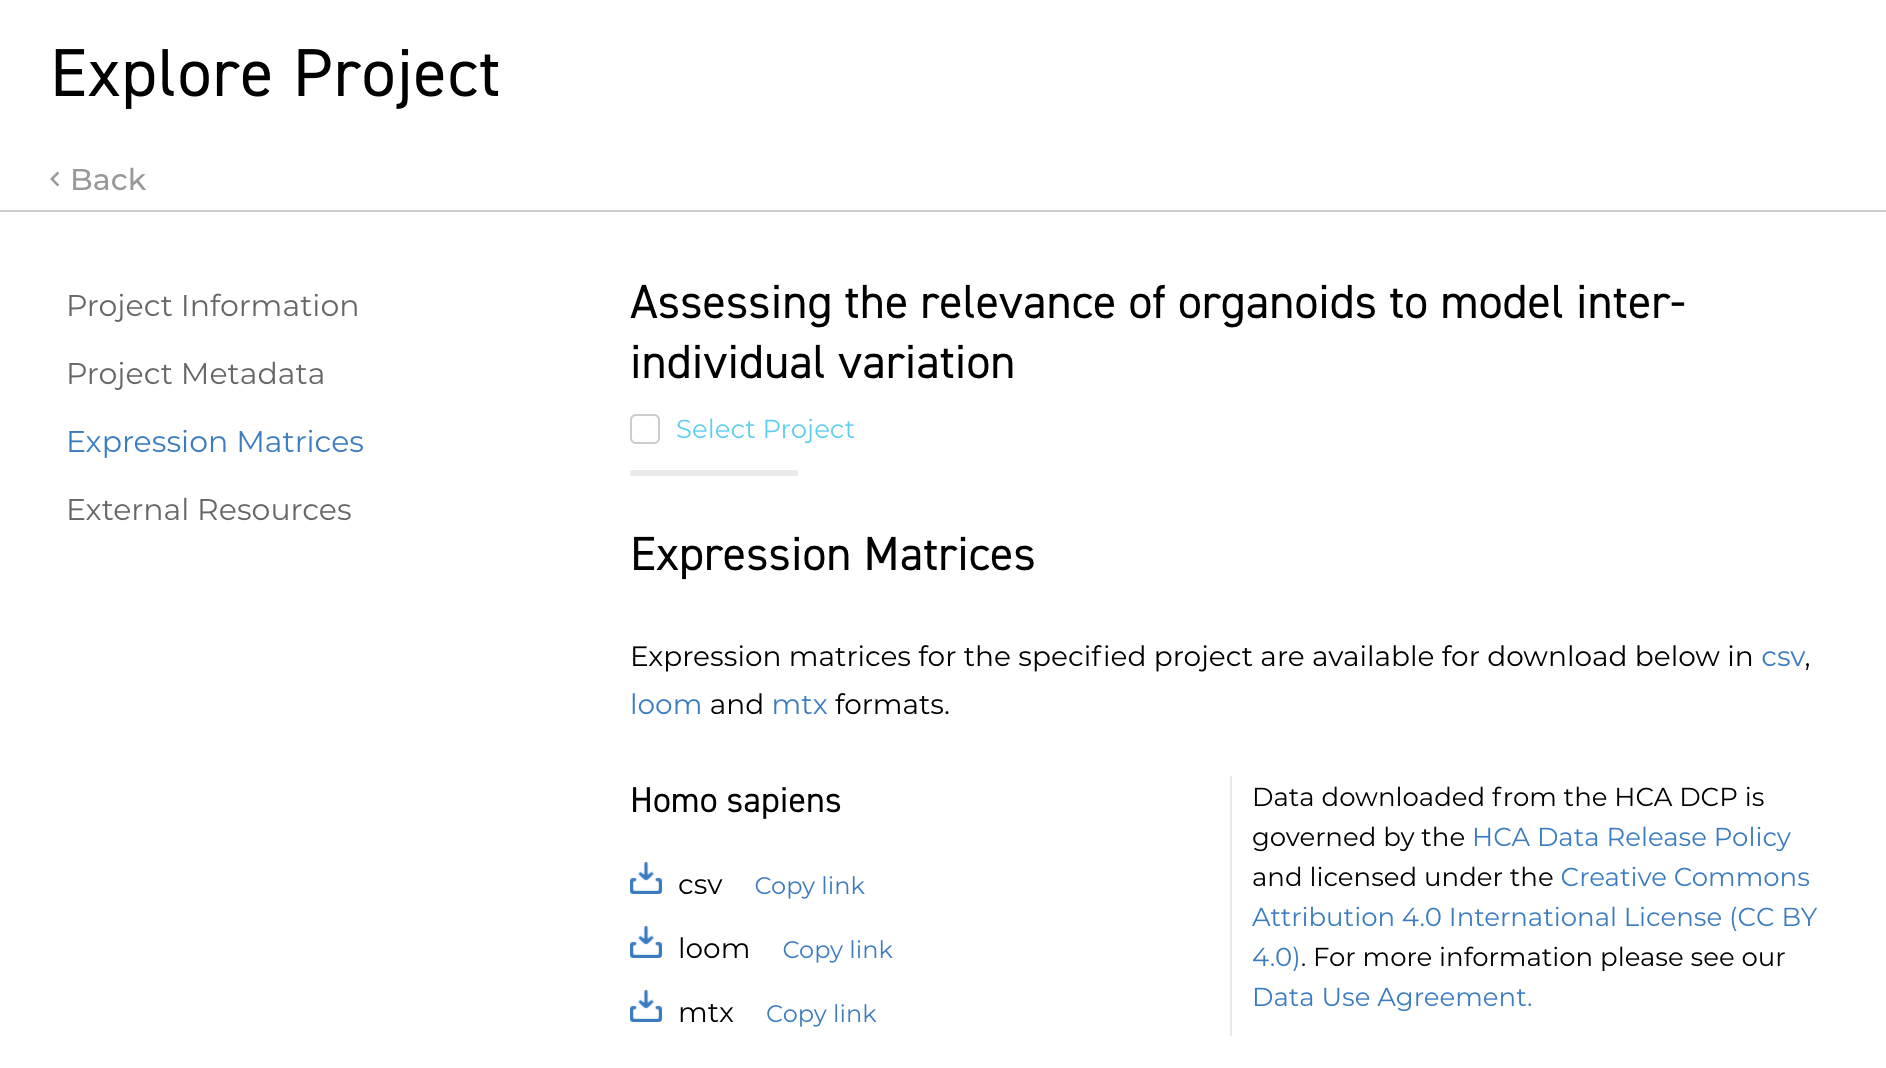 Explore Project
Back
Project Information
Project Metadata
Expression Matrices
External Resources
Assessing the relevance of organoids to model inter-
individual variation
Select Project
Expression Matrices
Expression matrices for the specified project are available for download below in csv,
loom and mtx formats.
Homo sapiens
csv Copy link
loom Copy link
mtx Copy link
Data downloaded from the HCA DCP is
governed by the HCA Data Release Policy
and licensed under the Creative Commons
Attribution 4.0 International License (CC BY
4.0). For more information please see our
Data Use Agreement.